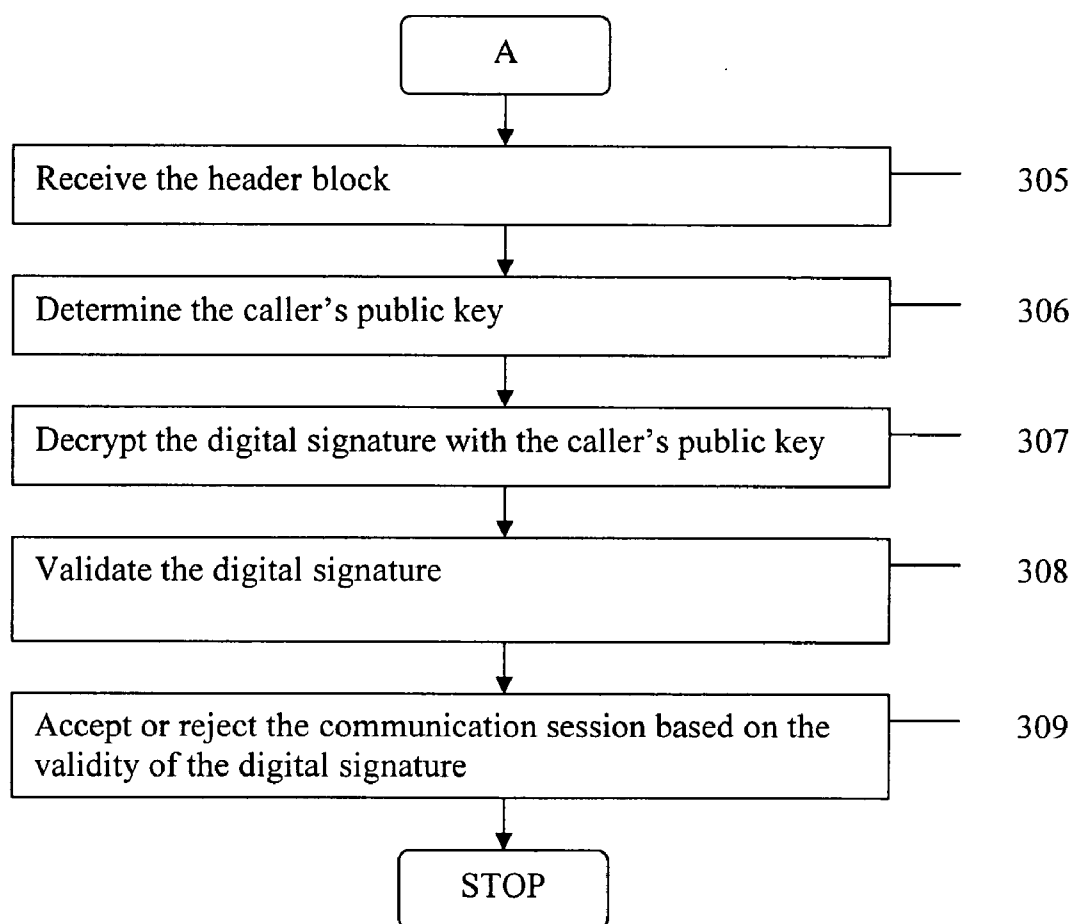 A
Receive the header block
305
Determine the caller's public key
306
Decrypt the digital signature with the caller's public key
307
Validate the digital signature
308
Accept or reject the communication session based on the
validity of the digital signature
309
STOP